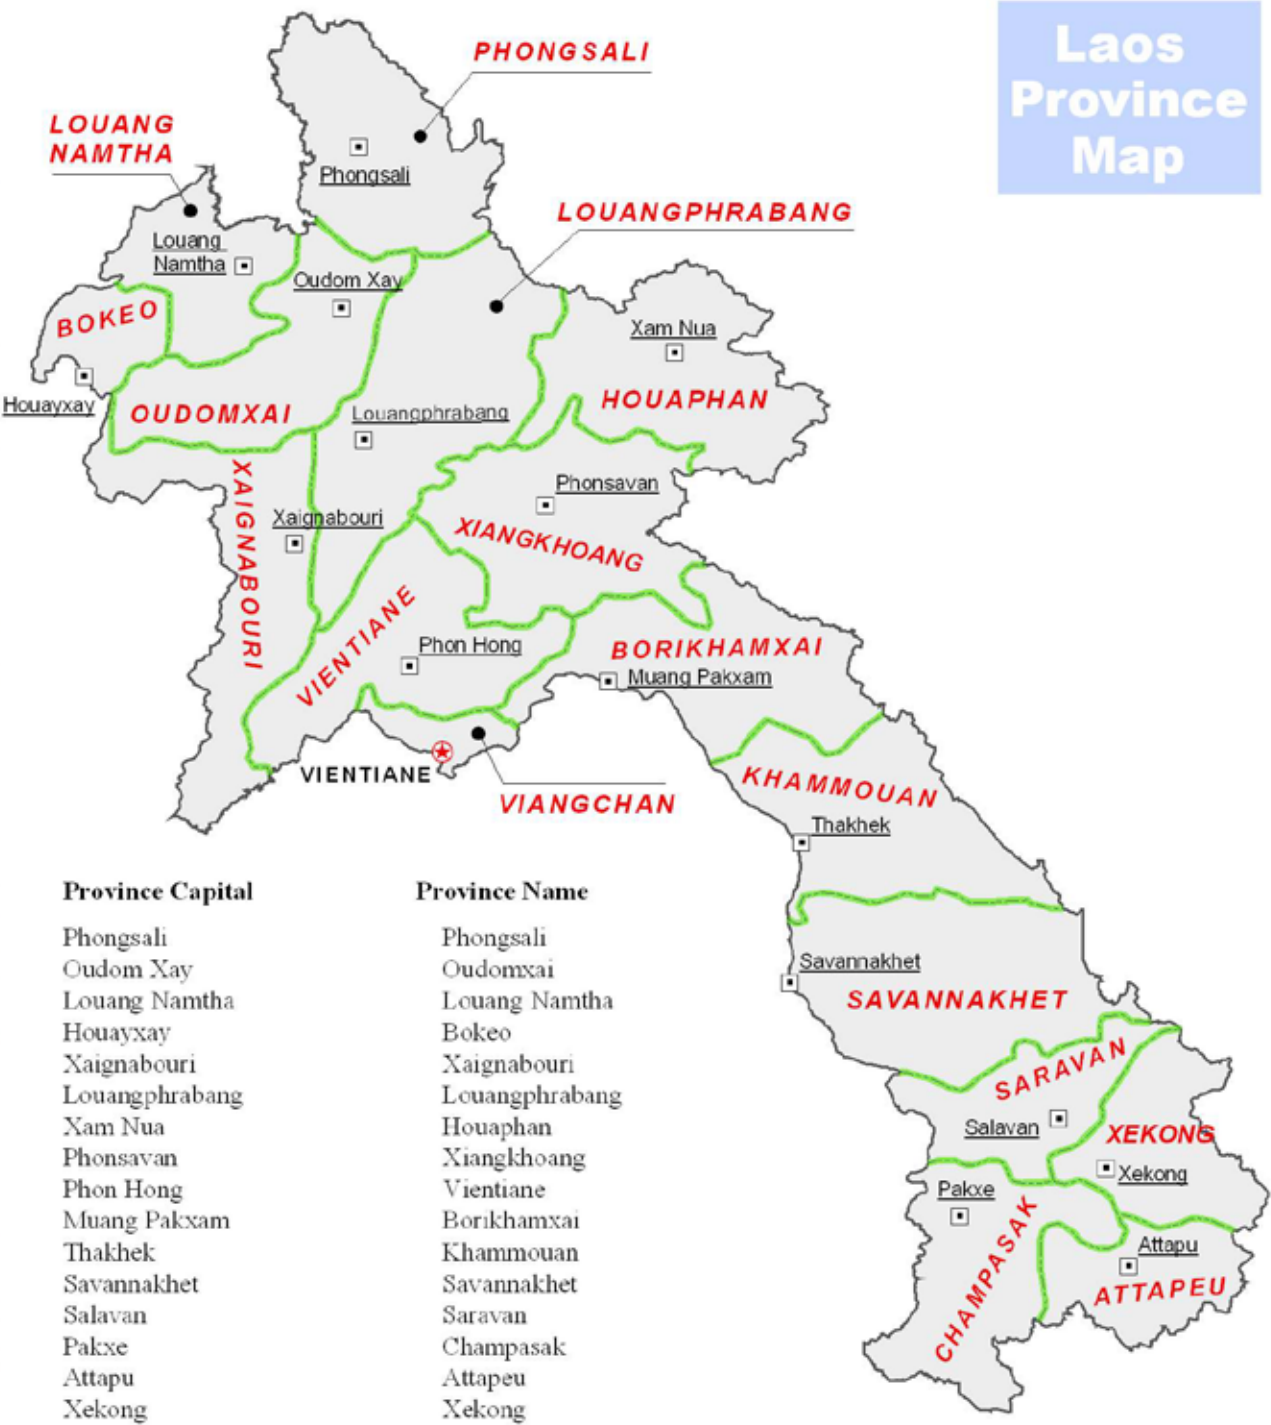 Laos
Province
Map
PHONGSALI
LOUANG
NAMTHA
Phongsali
LOUANGPHRABANG
Louang
Namtha
Oudom Xay
BOKEO
Xam Nua
Houayxay
OUDOMXAI
Louangphrabang
HOUAPHAN
XAIGNABOURI
Phonsavan
Xaignabouri
XIANGKHOANG
VIENTIANE
Phon Hong
BORIKHAMXAI
Muang Pakxam
VIENTIANE
VIANGCHAN
KHAMMOUAN
Thakhek
Savannakhet
SAVANNAKHET
SARAVAN
Salavan
XEKONG
Xekong
Pakxe
CHAMPASAK
Attapu
ATTAPEU
Province Capital Province Name
Phongsali Phongsali
Oudom Xay Oudomxai
Louang Namtha Louang Namtha
Houayxay Bokeo
Xaignabouri Xaignabouri
Louangphrabang Louangphrabang
Xam Nua Houaphan
Phonsavan Xiangkhoang
Phon Hong Vientiane
Muang Pakxam Borikhamxai
Thakhek Khammouan
Savannakhet Savannakhet
Salavan Saravan
Pakxe Champasak
Attapu Attapeu
Xekong Xekong